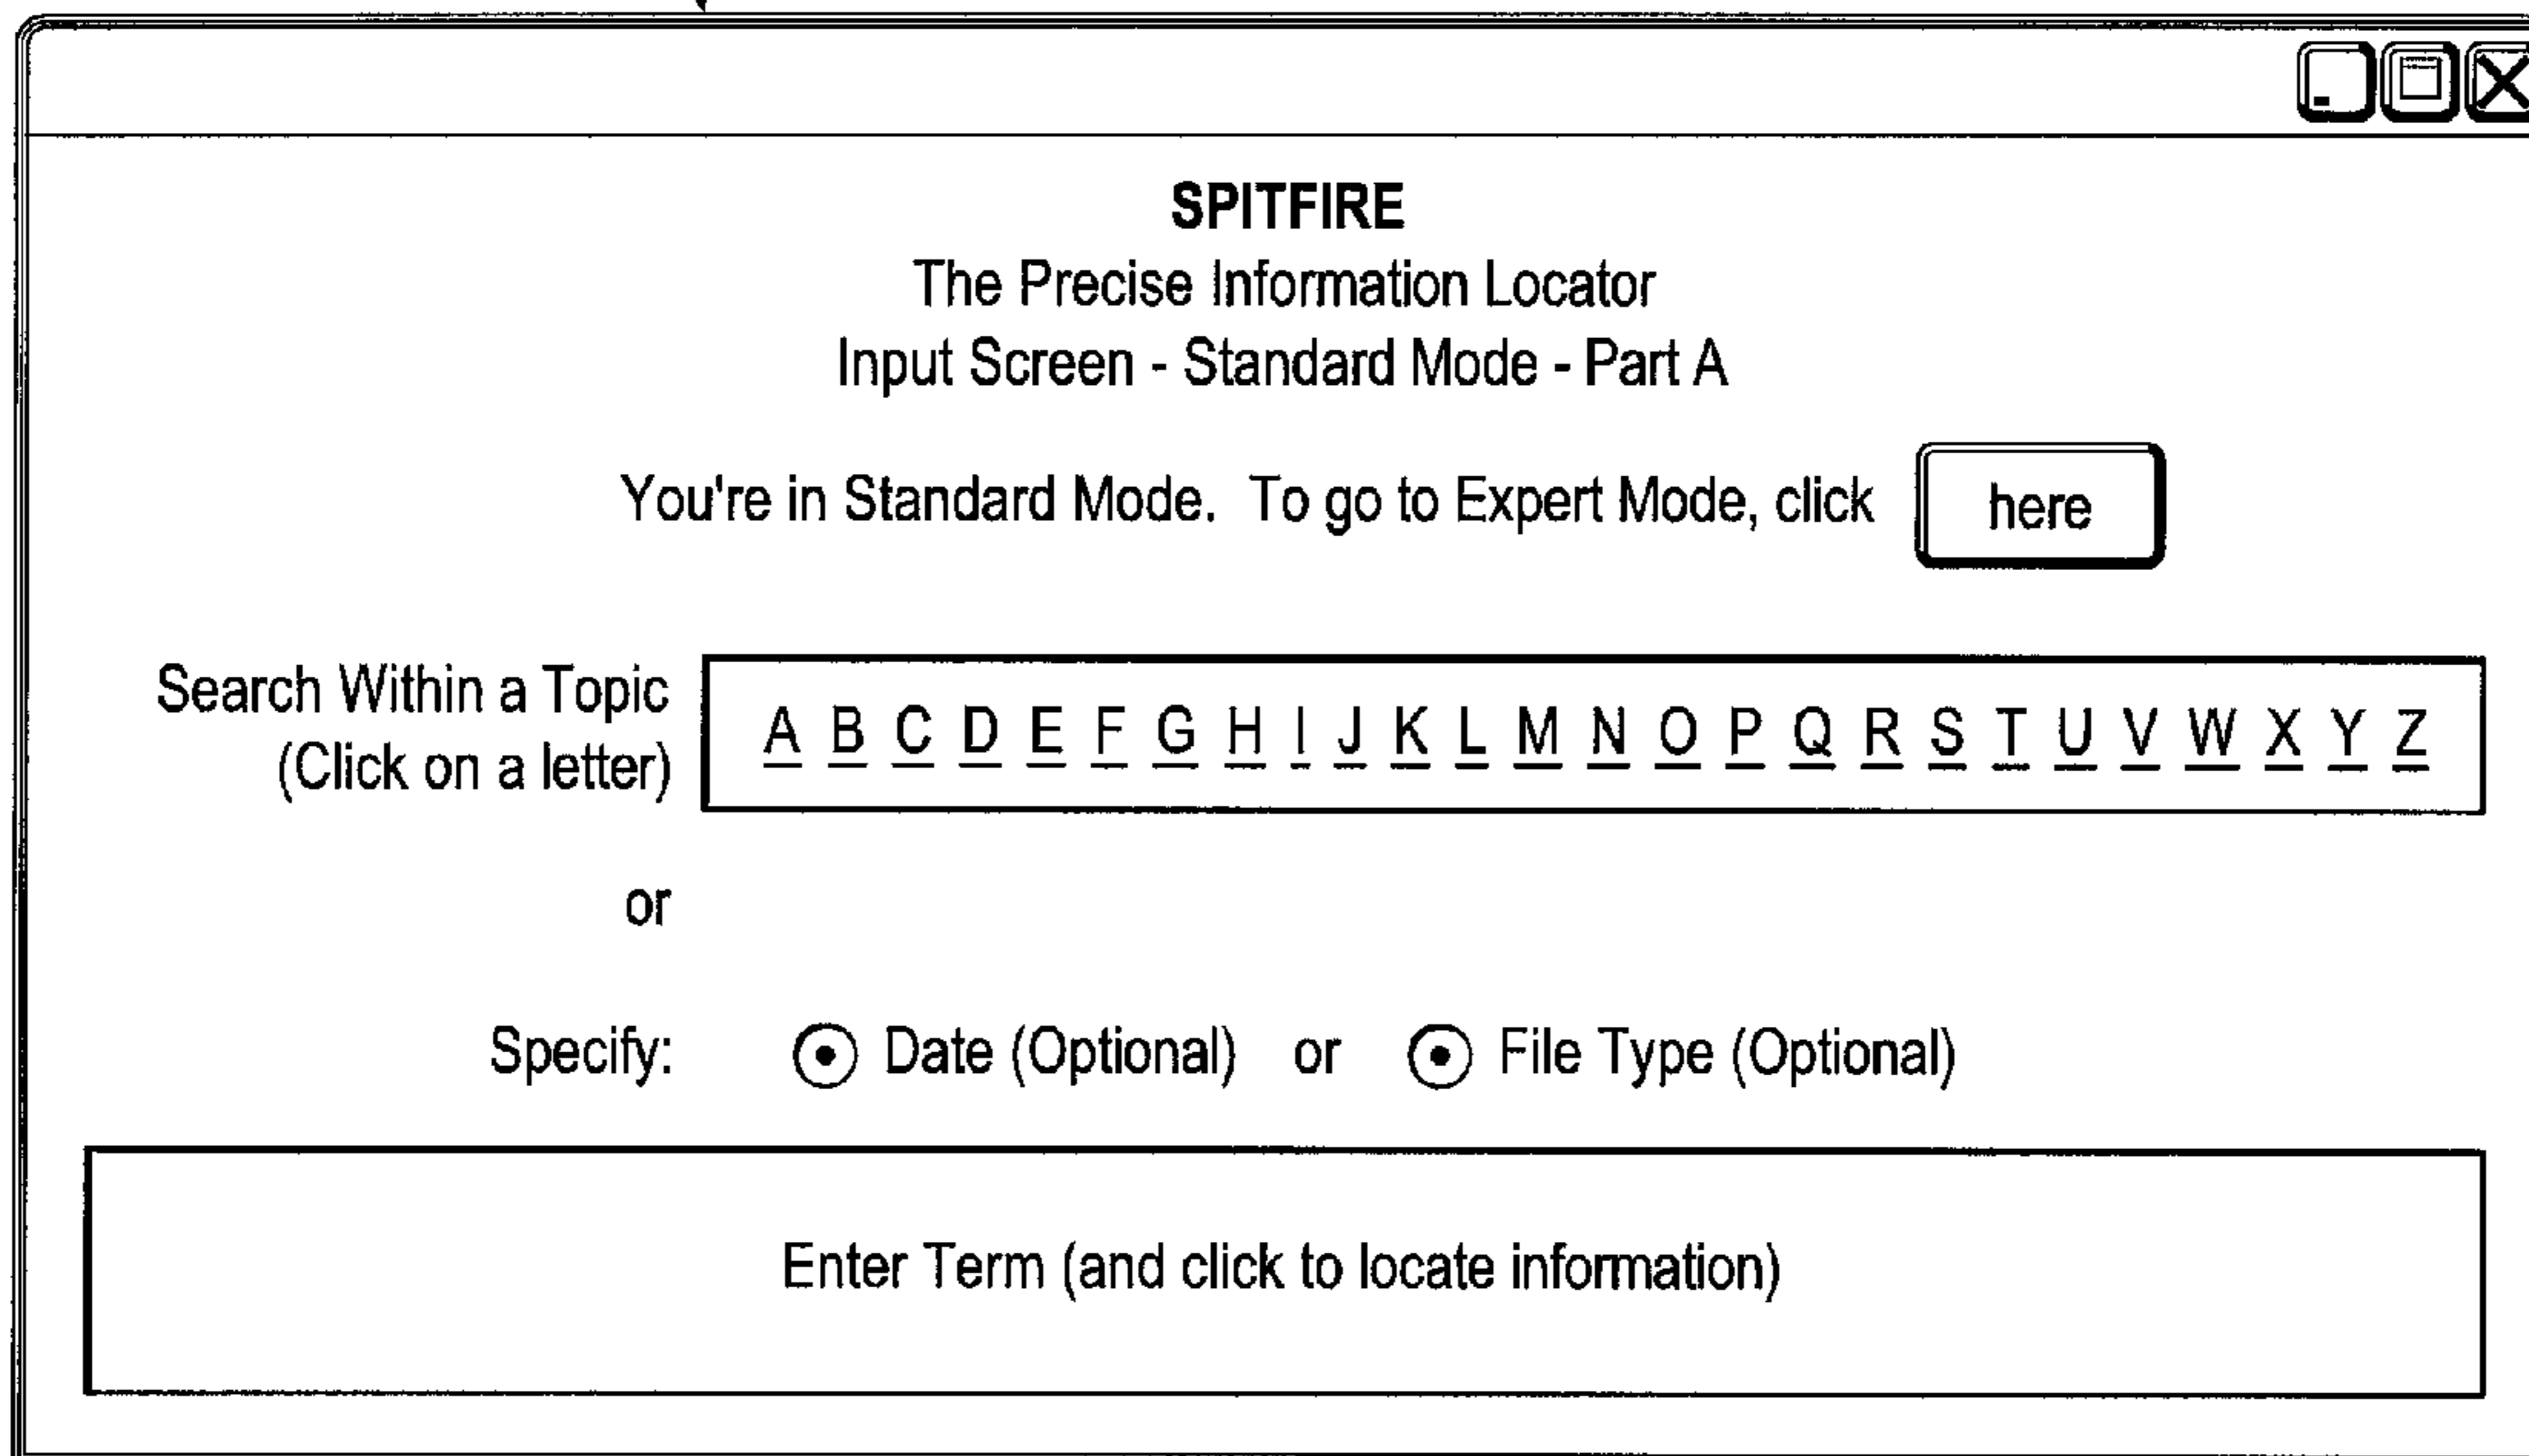 SPITFIRE
The Precise Information Locator
Input Screen - Standard Mode - Part A
You're in Standard Mode. To go to Expert Mode, click here
Search Within a Topic
(Click on a letter)
A B C D E F G H I J K L M N O P Q R S T U V W X Y Z
or
Specify: Date (Optional) or File Type (Optional)
Enter Term (and click to locate information)